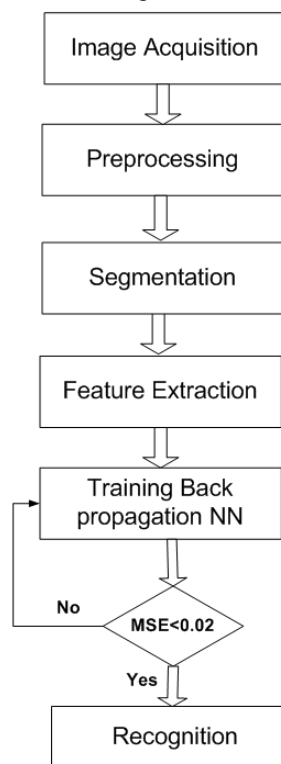 Image Acquisition
Preprocessing
Segmentation
Feature Extraction
Training Back
propagation NN
No
MSE<0.02
Yes
Recognition